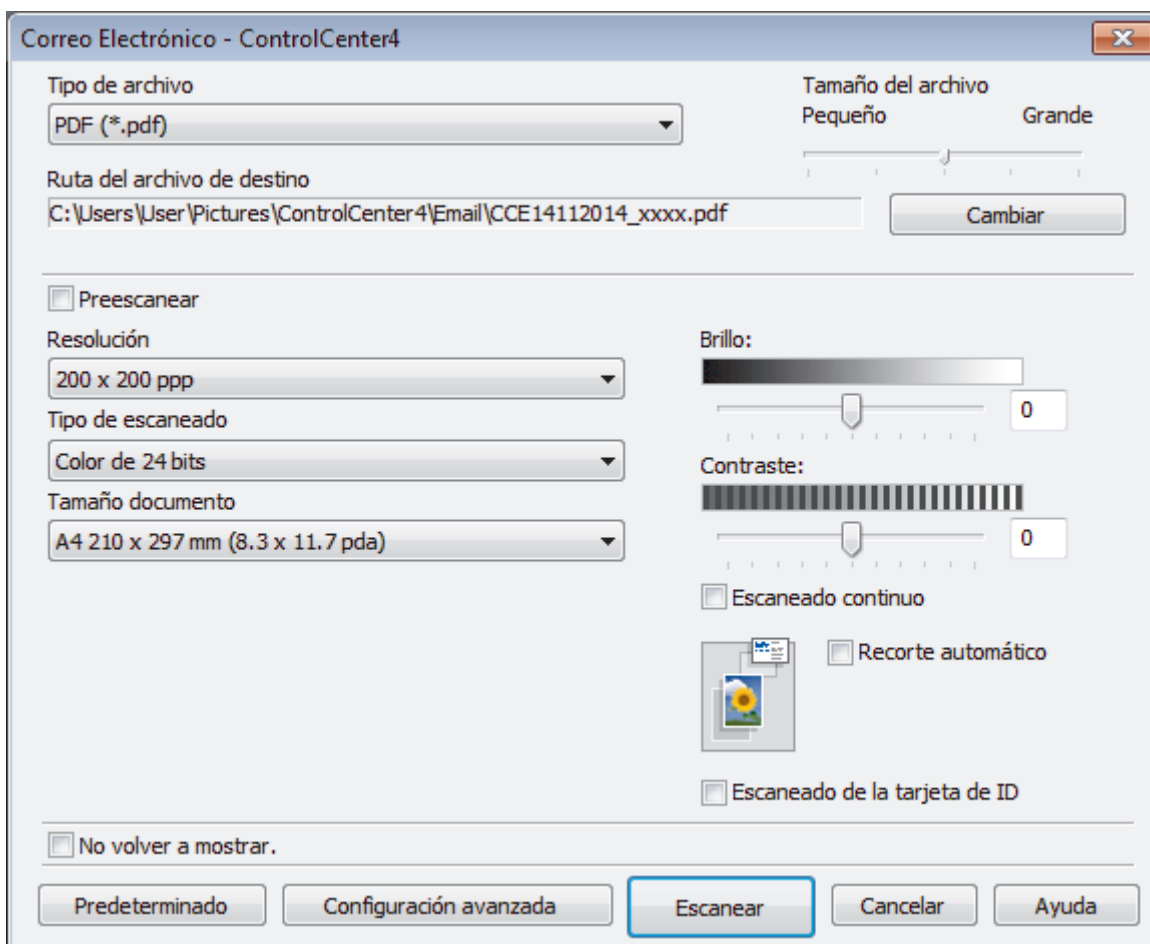 Correo Electrónico - ControlCenter4
Tipo de archivo
PDF (*.pdf)
Tamaño del archivo
Pequeño Grande
Ruta del archivo de destino
C:\Users\User\Pictures\ControlCenter4\Email\CCE14112014_xxxx.pdf
Cambiar
Preescanear
Resolución
200 x 200 ppp
Tipo de escaneado
Color de 24 bits
Tamaño documento
A4 210 x 297 mm (8.3 x 11.7 pda)
Brillo:
0
Contraste:
0
Escaneado continuo
Recorte automático
Escaneado de la tarjeta de ID
No volver a mostrar.
Predeterminado Configuración avanzada Escanear Cancelar Ayuda